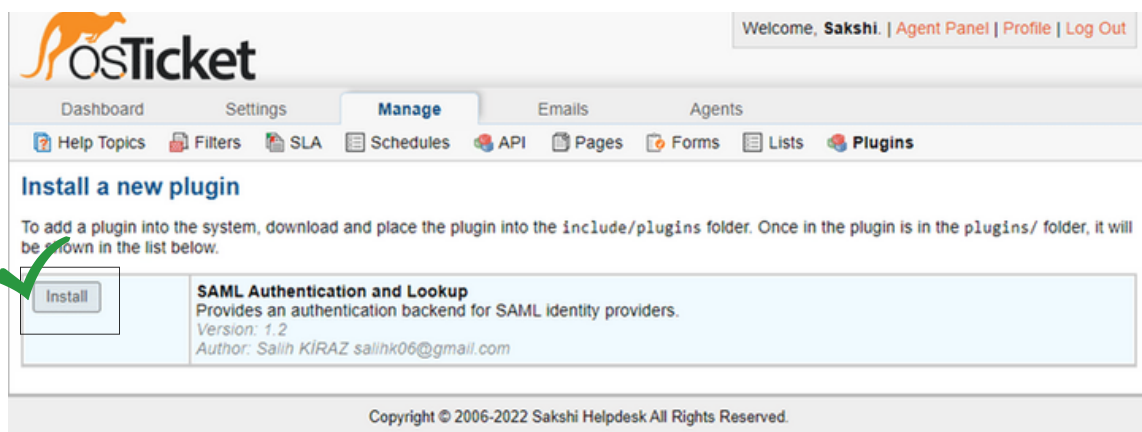 osTicket
Welcome, Sakshi. | Agent Panel | Profile | Log Out
Dashboard Settings Manage Emails Agents
Help Topics Filters SLA Schedules API Pages Forms Lists Plugins
Install a new plugin
To add a plugin into the system, download and place the plugin into the include/plugins folder. Once in the plugin is in the plugins/ folder, it will
be shown in the list below.
Install
SAML Authentication and Lookup
Provides an authentication backend for SAML identity providers.
Version: 1.2
Author: Salih KİRAZ salihk06@gmail.com
Copyright © 2006-2022 Sakshi Helpdesk All Rights Reserved.